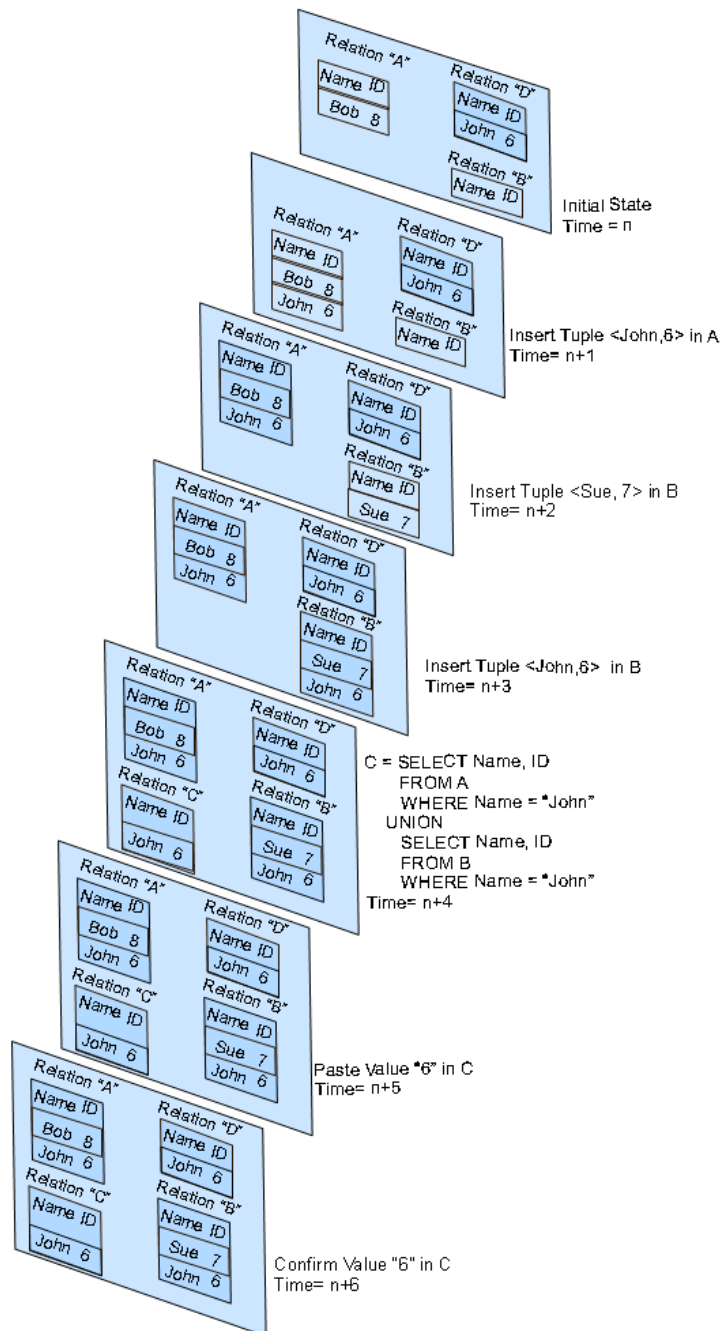 Relation "A"
Name ID
Bob 8
Relation "D"
Name ID
John 6
Relation "B"
Name ID
Initial State
Time = n
Relation "A"
Name ID
Bob 8
John 6
Relation "D"
Name ID
John 6
Relation "B"
Name ID
Insert Tuple <John,6> in A
Time= n+1
Relation "A"
Name ID
Bob 8
John 6
Relation "D"
Name ID
John 6
Relation "B"
Name ID
Sue 7
Insert Tuple <Sue, 7> in B
Time= n+2
Relation "A"
Name ID
Bob 8
John 6
Relation "D"
Name ID
John 6
Relation "B"
Name ID
Sue 7
John 6
Insert Tuple <John,6> in B
Time= n+3
Relation "A"
Name ID
Bob 8
John 6
Relation "D"
Name ID
John 6
Relation "C"
Name ID
John 6
Relation "B"
Name ID
Sue 7
John 6
C = SELECT Name, ID
FROM A
WHERE Name = "John"
UNION
SELECT Name, ID
FROM B
WHERE Name = "John"
Time= n+4
Relation "A"
Name ID
Bob 8
John 6
Relation "D"
Name ID
John 6
Relation "C"
Name ID
John 6
Relation "B"
Name ID
Sue 7
John 6
Paste Value "6" in C
Time= n+5
Relation "A"
Name ID
Bob 8
John 6
Relation "D"
Name ID
John 6
Relation "C"
Name ID
John 6
Relation "B"
Name ID
Sue 7
John 6
Confirm Value "6" in C
Time= n+6